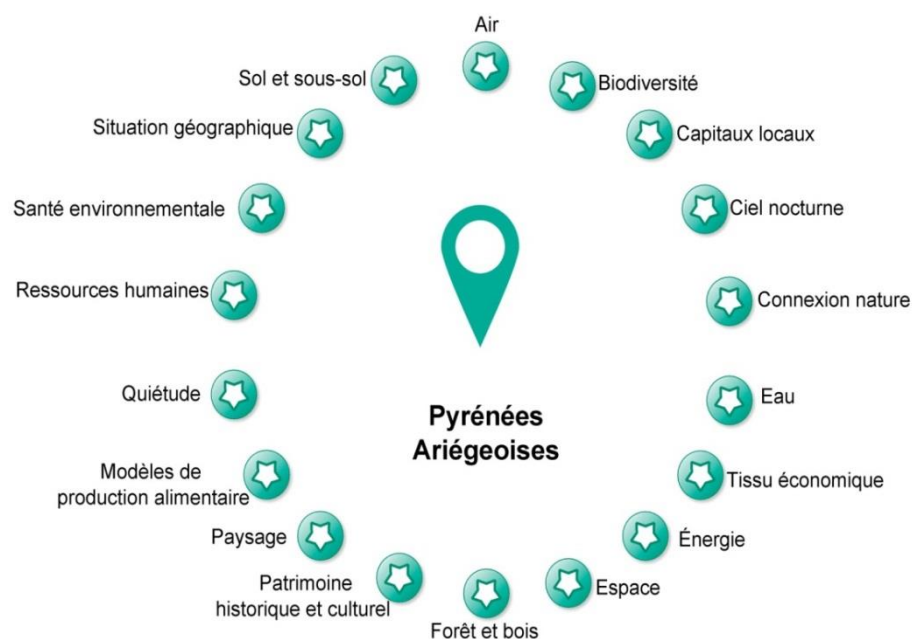 Air
Biodiversité
Capitaux locaux
Ciel nocturne
Connexion nature
Eau
Tissu économique
Énergie
Espace
Forêt et bois
Patrimoine
historique et culturel
Paysage
Modèles de
production alimentaire
Quiétude
Ressources humaines
Santé environnementale
Situation géographique
Sol et sous-sol
Pyrénées
Ariégeoises